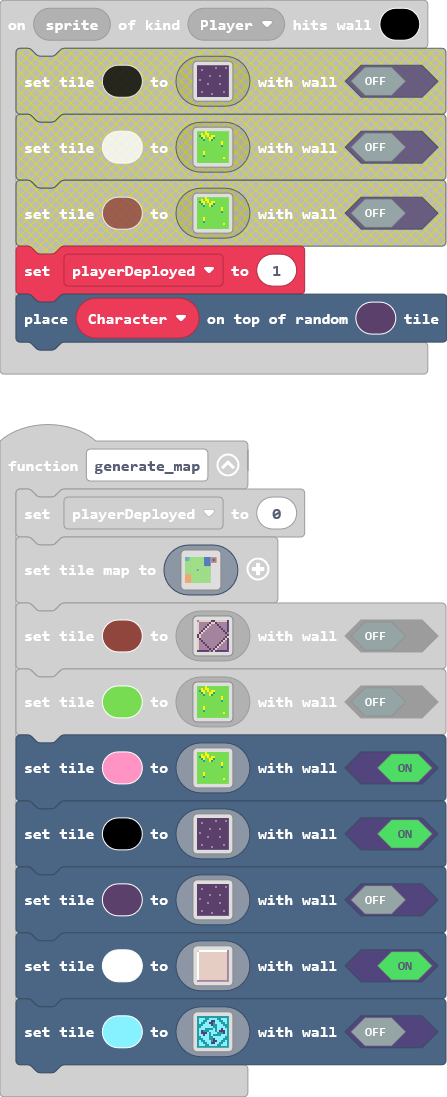 on sprite of kind Player hits wall
set tile to with wall OFF
set tile to with wall OFF
set tile to with wall OFF
set playerDeployed to 1
place Character on top of random tile
function generate_map
set playerDeployed to 0
set tile map to
set tile to with wall OFF
set tile to with wall OFF
set tile to with wall ON
set tile to with wall ON
set tile to with wall OFF
set tile to with wall ON
set tile to with wall OFF